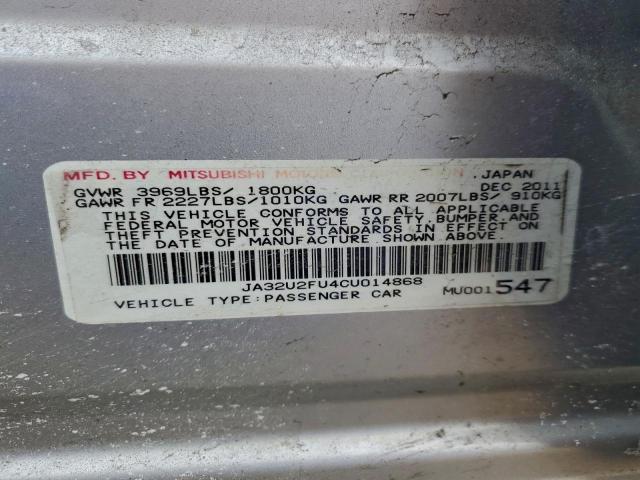 MFD. BY MITSUBISHI MOTORS JAPAN
GVWR 3969LBS/ 1800KG DEC 2011
GAWR FR 2227LBS/1010KG GAWR RR 2007LBS/ 910KG
THIS VEHICLE CONFORMS TO ALL APPLICABLE
FEDERAL MOTOR VEHICLE SAFETY, BUMPER, AND
THEFT PREVENTION STANDARDS IN EFFECT ON
THE DATE OF MANUFACTURE SHOWN ABOVE.
JA32U2FU4CU014868
VEHICLE TYPE:PASSENGER CAR MU001547